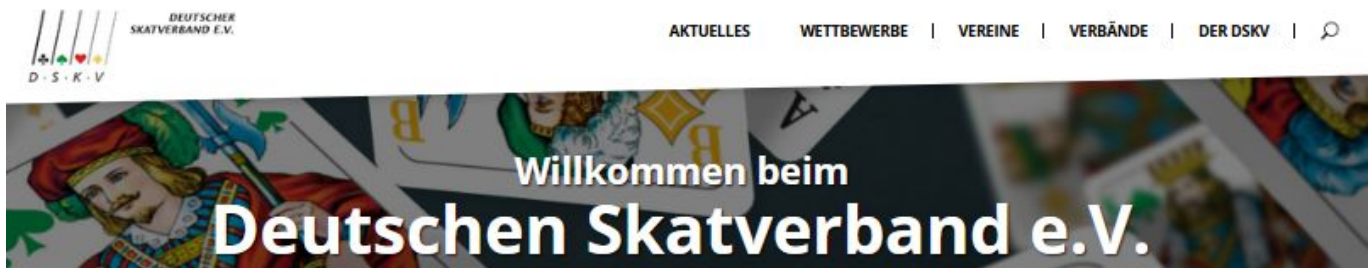 DEUTSCHER
SKATVERBAND E.V.
D·S·K·V
AKTUELLES WETTBEWERBE | VEREINE | VERBÄNDE | DER DSKV |
B
B
A
Willkommen beim
Deutschen Skatverband e.V.